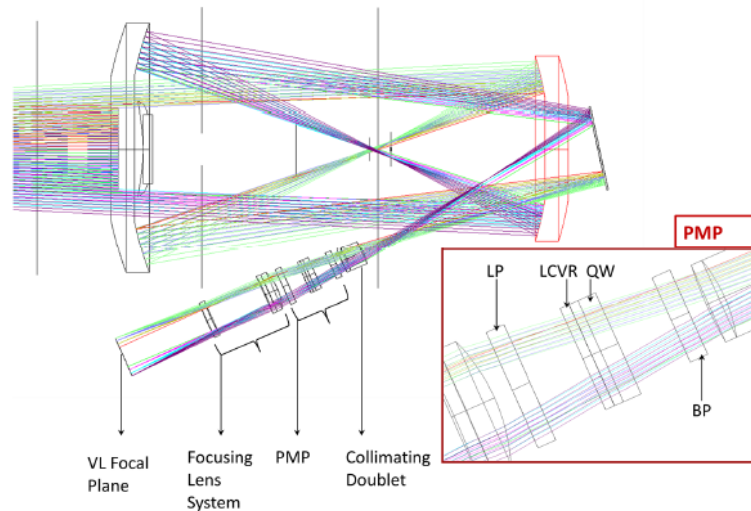 PMP
LP
LCVR
QW
BP
VL Focal
Plane
Focusing
Lens
System
PMP
Collimating
Doublet